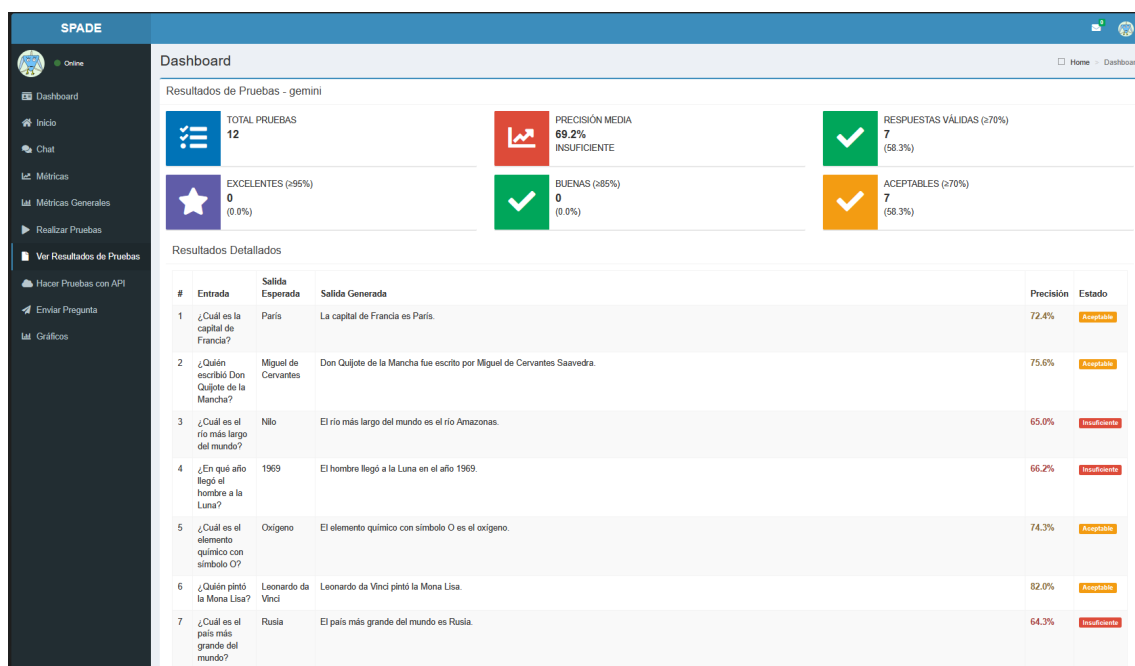 SPADE
0
Online
Dashboard
Inicio
Chat
Métricas
Métricas Generales
Realizar Pruebas
Ver Resultados de Pruebas
Hacer Pruebas con API
Enviar Pregunta
Gráficos
Dashboard
Home > Dashboar
Resultados de Pruebas - gemini
TOTAL PRUEBAS
12
PRECISIÓN MEDIA
69.2%
INSUFICIENTE
RESPUESTAS VÁLIDAS (≥70%)
7
(58.3%)
EXCELENTES (≥95%)
0
(0.0%)
BUENAS (≥85%)
0
(0.0%)
ACEPTABLES (≥70%)
7
(58.3%)
Resultados Detallados
# Entrada Salida Esperada Salida Generada Precisión Estado
1 ¿Cuál es la París La capital de Francia es París. 72.4% Aceptable
capital de
Francia?
2 ¿Quién Miguel de Don Quijote de la Mancha fue escrito por Miguel de Cervantes Saavedra. 75.6% Aceptable
escribió Don Cervantes
Quijote de la
Mancha?
3 ¿Cuál es el Nilo El río más largo del mundo es el río Amazonas. 65.0% Insuficiente
río más largo
del mundo?
4 ¿En qué año 1969 El hombre llegó a la Luna en el año 1969. 66.2% Insuficiente
llegó el
hombre a la
Luna?
5 ¿Cuál es el Oxígeno El elemento químico con símbolo O es el oxígeno. 74.3% Aceptable
elemento
químico con
símbolo O?
6 ¿Quién pintó Leonardo da Leonardo da Vinci pintó la Mona Lisa. 82.0% Aceptable
la Mona Lisa? Vinci
7 ¿Cuál es el Rusia El país más grande del mundo es Rusia. 64.3% Insuficiente
país más
grande del
mundo?